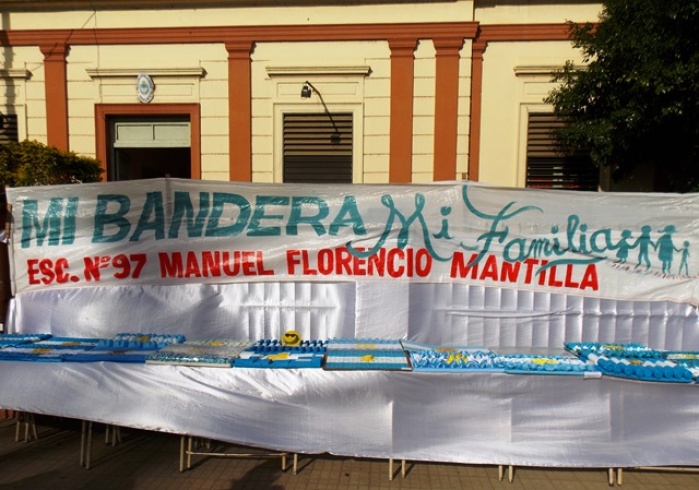 MI BANDERA Mi Familia
ESC. Nº 97 MANUEL FLORENCIO MANTILLA